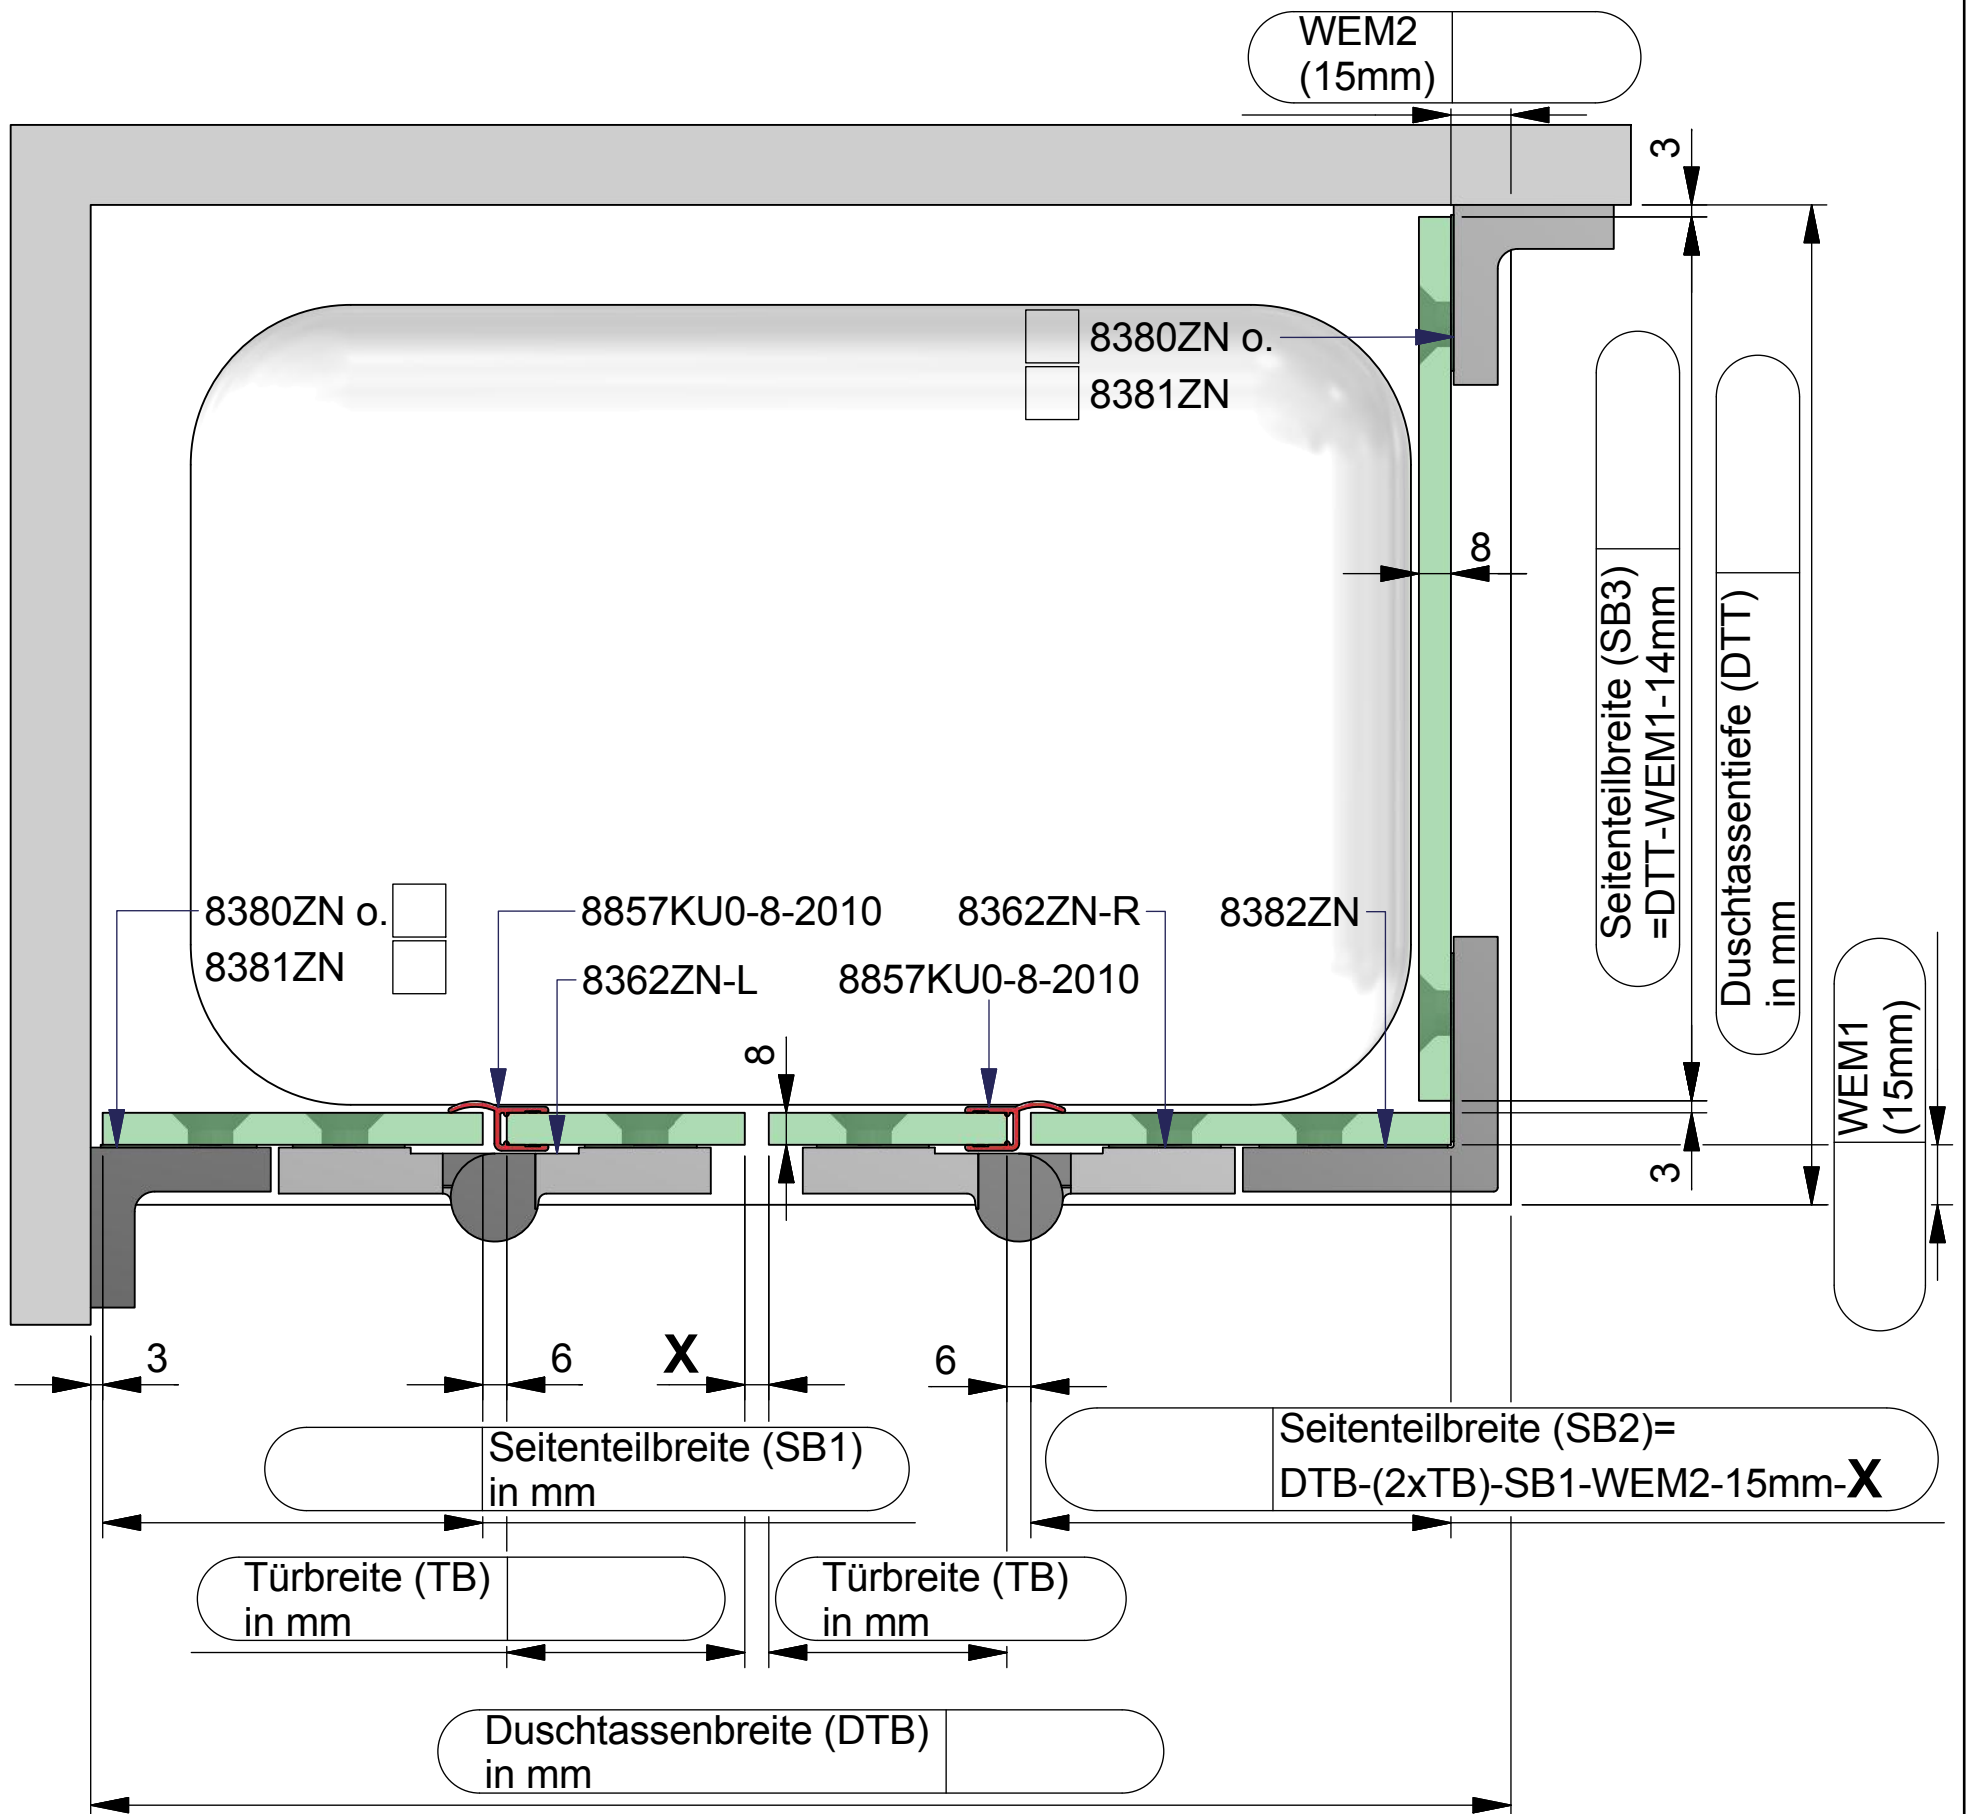 WEM2
(15mm)
3
8380ZN o.
8381ZN
8
Seitenteilbreite (SB3)
=DTT-WEM1-14mm
Duschtassentiefe (DTT)
in mm
8380ZN o.
8381ZN
8857KU0-8-2010
8362ZN-L
8362ZN-R
8857KU0-8-2010
8382ZN
8
WEM1
(15mm)
3
3
6
X
6
Seitenteilbreite (SB1)
in mm
Seitenteilbreite (SB2)=
DTB-(2xTB)-SB1-WEM2-15mm-X
Türbreite (TB)
in mm
Türbreite (TB)
in mm
Duschtassenbreite (DTB)
in mm